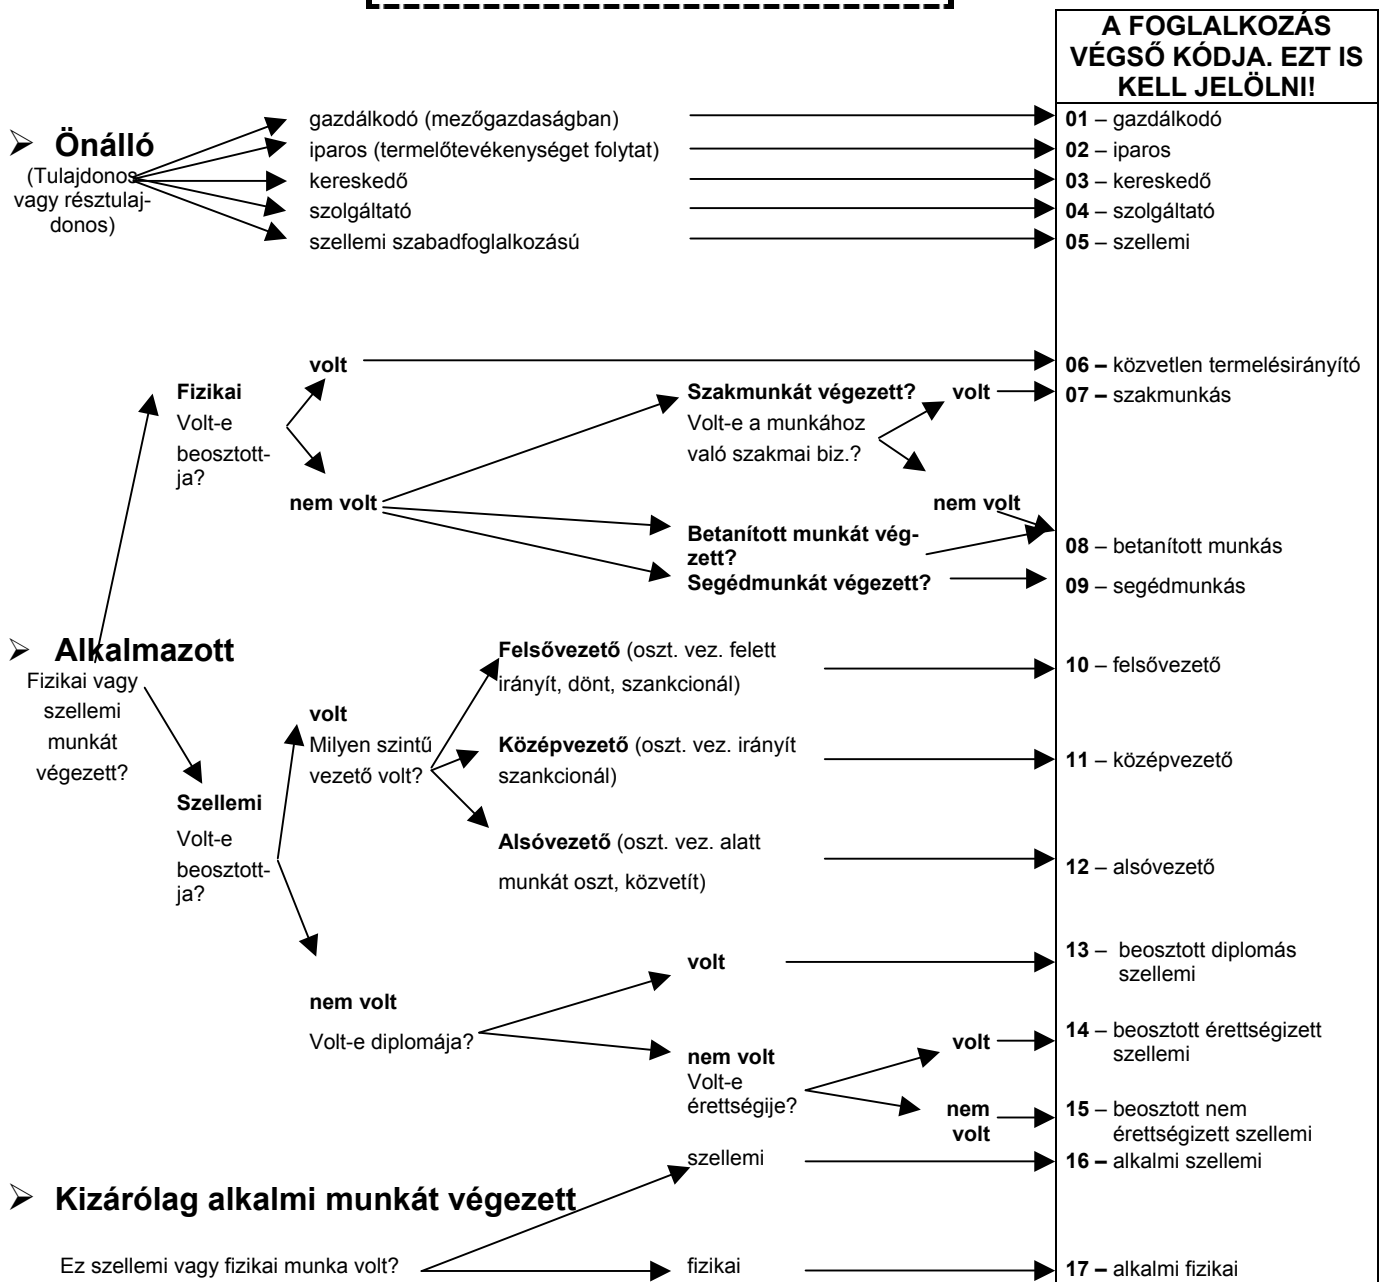 A FOGLALKOZÁS
VÉGSŐ KÓDJA. EZT IS
KELL JELÖLNI!
➢ Önálló
(Tulajdonos
vagy résztulaj-
donos)
gazdálkodó (mezőgazdaságban)
01 – gazdálkodó
iparos (termelőtevékenységet folytat)
02 – iparos
kereskedő
03 – kereskedő
szolgáltató
04 – szolgáltató
szellemi szabadfoglalkozású
05 – szellemi
➢ Alkalmazott
Fizikai vagy
szellemi
munkát
végezett?
Fizikai
Volt-e
beosztott-
ja?
volt
06 – közvetlen termelésirányító
nem volt
Szakmunkát végezett?
Volt-e a munkához
való szakmai biz.?
volt
07 – szakmunkás
nem volt
Betanított munkát vég-
zett?
08 – betanított munkás
Segédmunkát végezett?
09 – segédmunkás
Szellemi
Volt-e
beosztott-
ja?
volt
Milyen szintű
vezető volt?
Felsővezető (oszt. vez. felett
irányít, dönt, szankcionál)
10 – felsővezető
Középvezető (oszt. vez. irányít
szankcionál)
11 – középvezető
Alsóvezető (oszt. vez. alatt
munkát oszt, közvetít)
12 – alsóvezető
nem volt
Volt-e diplomája?
volt
13 – beosztott diplomás
szellemi
nem volt
Volt-e
érettségije?
volt
14 – beosztott érettségizett
szellemi
nem
volt
15 – beosztott nem
érettségizett szellemi
➢ Kizárólag alkalmi munkát végezett
Ez szellemi vagy fizikai munka volt?
szellemi
16 – alkalmi szellemi
fizikai
17 – alkalmi fizikai